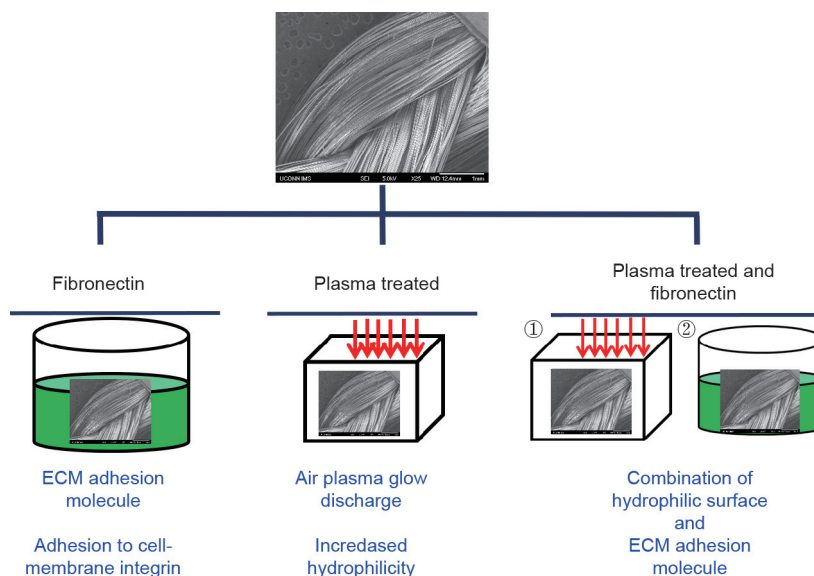 UCONN IMS SEI 5.0kV X25 WD 12.4mm 1mm
Fibronectin
Plasma treated
Plasma treated and
fibronectin
①
②
ECM adhesion
molecule
Adhesion to cell-
membrane integrin
Air plasma glow
discharge
Incredased
hydrophilicity
Combination of
hydrophilic surface
and
ECM adhesion
molecule